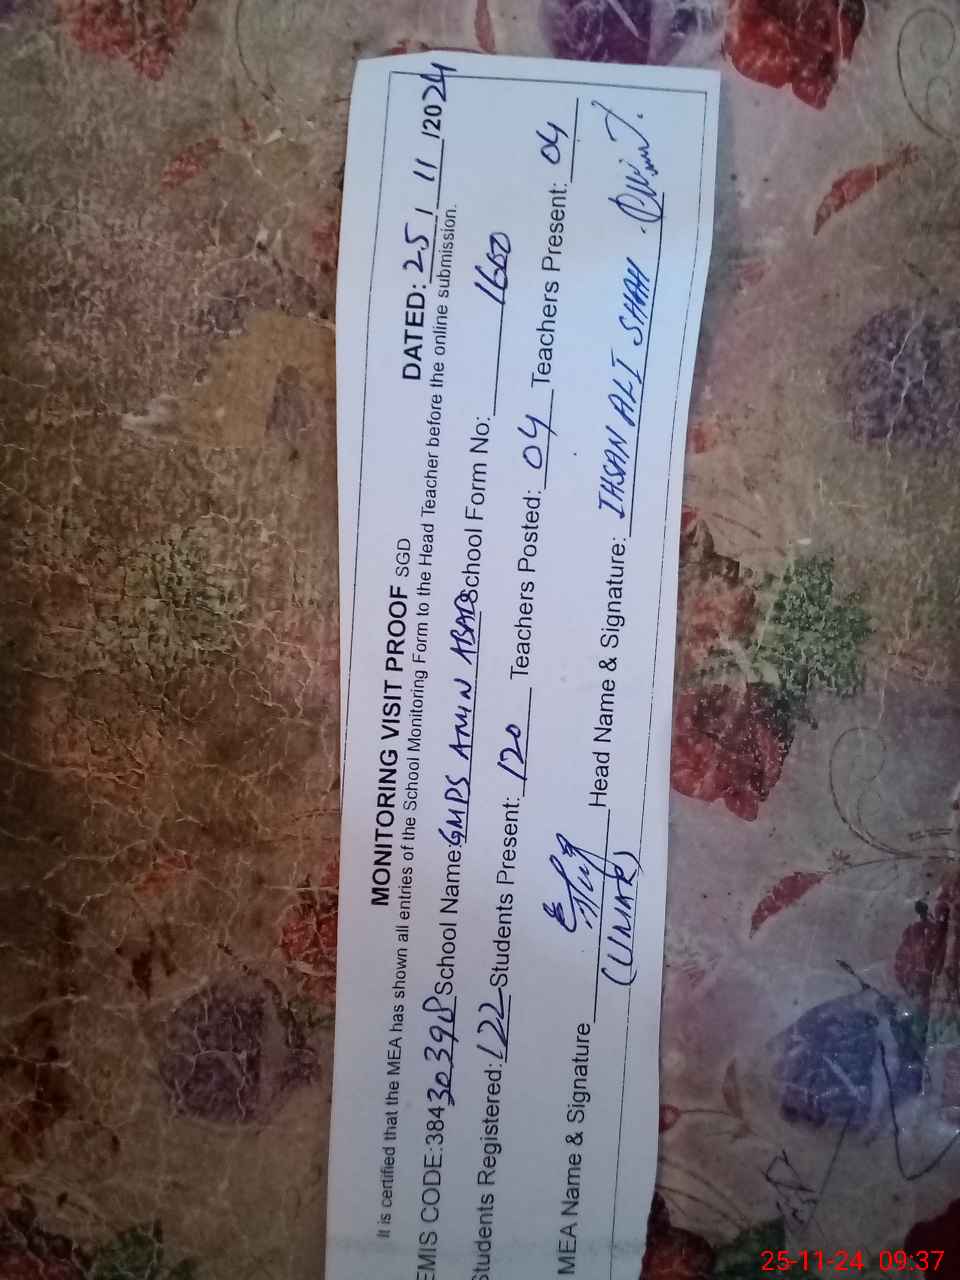 MONITORING VISIT PROOF SGD DATED: 25/11/2024
It is certified that the MEA has shown all entries of the School Monitoring Form to the Head Teacher before the online submission.
EMIS CODE:384 School Name: GMPS AMIN ABAD School Form No:
Students Registered: 122 Students Present: 120 Teachers Posted: 04 Teachers Present: 04
MEA Name & Signature Head Name & Signature: IHSAN ALI SHAH
(UMAR)
25-11-24 09:37